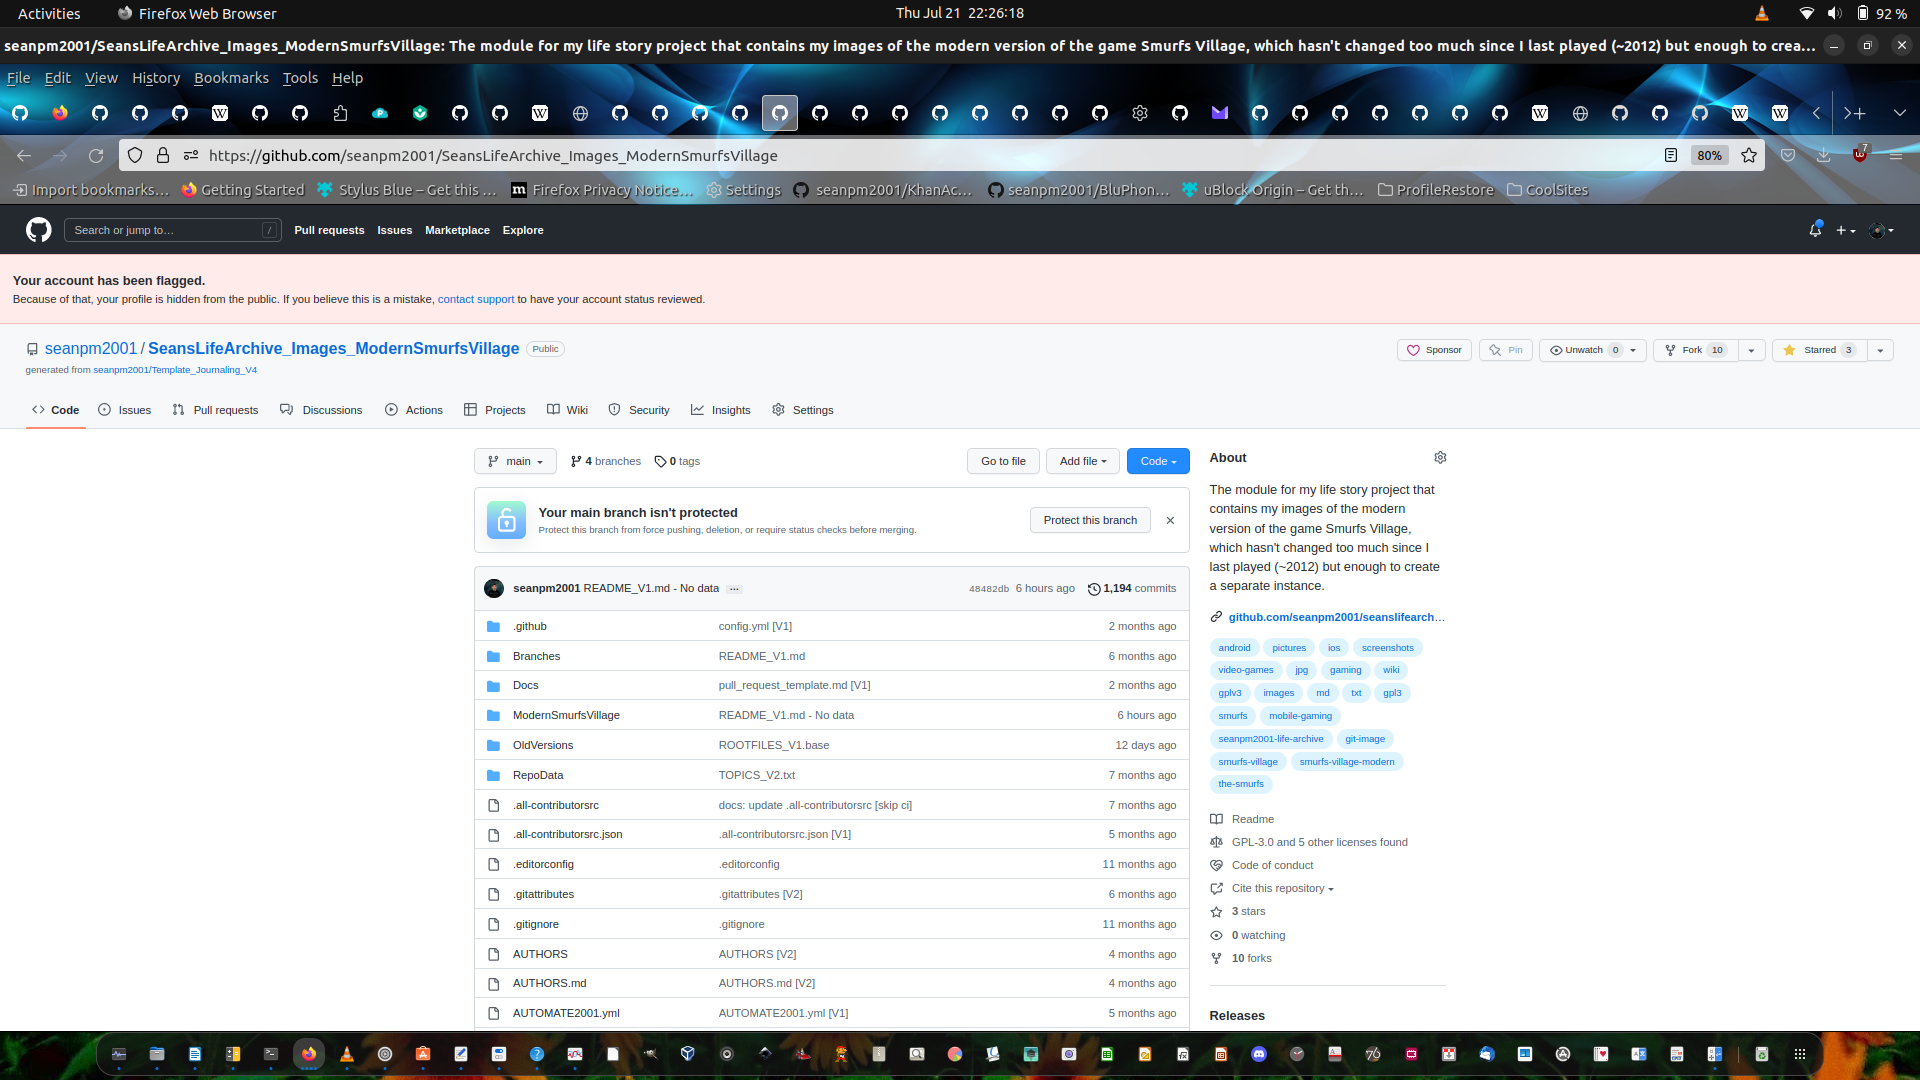 Activities
Firefox Web Browser
Thu Jul 21 22:26:18
92 %
seanpm2001/SeansLifeArchive_Images_ModernSmurfsVillage: The module for my life story project that contains my images of the modern version of the game Smurfs Village, which hasn't changed too much since I last played (~2012) but enough to crea…
File Edit View History Bookmarks Tools Help
https://github.com/seanpm2001/SeansLifeArchive_Images_ModernSmurfsVillage
80%
7
Import bookmarks…
Getting Started
Stylus Blue – Get this …
Firefox Privacy Notice…
Settings
seanpm2001/KhanAc…
seanpm2001/BluPhon…
uBlock Origin – Get th…
ProfileRestore
CoolSites
Search or jump to…
/
Pull requests Issues Marketplace Explore
Your account has been flagged.
Because of that, your profile is hidden from the public. If you believe this is a mistake, contact support to have your account status reviewed.
seanpm2001 / SeansLifeArchive_Images_ModernSmurfsVillage Public
generated from seanpm2001/Template_Journaling_V4
Sponsor
Pin
Unwatch 0
Fork 10
Starred 3
Code
Issues
Pull requests
Discussions
Actions
Projects
Wiki
Security
Insights
Settings
main
4 branches
0 tags
Go to file
Add file
Code
Your main branch isn't protected
Protect this branch from force pushing, deletion, or require status checks before merging.
Protect this branch
seanpm2001 README_V1.md - No data … 48482db 6 hours ago 1,194 commits
.github config.yml [V1] 2 months ago
Branches README_V1.md 6 months ago
Docs pull_request_template.md [V1] 2 months ago
ModernSmurfsVillage README_V1.md - No data 6 hours ago
OldVersions ROOTFILES_V1.base 12 days ago
RepoData TOPICS_V2.txt 7 months ago
.all-contributorsrc docs: update .all-contributorsrc [skip ci] 7 months ago
.all-contributorsrc.json .all-contributorsrc.json [V1] 5 months ago
.editorconfig .editorconfig 11 months ago
.gitattributes .gitattributes [V2] 6 months ago
.gitignore .gitignore 11 months ago
AUTHORS AUTHORS [V2] 4 months ago
AUTHORS.md AUTHORS.md [V2] 4 months ago
AUTOMATE2001.yml AUTOMATE2001.yml [V1] 5 months ago
About
The module for my life story project that
contains my images of the modern
version of the game Smurfs Village,
which hasn't changed too much since I
last played (~2012) but enough to create
a separate instance.
github.com/seanpm2001/seanslifearch…
android pictures ios screenshots
video-games jpg gaming wiki
gplv3 images md txt gpl3
smurfs mobile-gaming
seanpm2001-life-archive git-image
smurfs-village smurfs-village-modern
the-smurfs
Readme
GPL-3.0 and 5 other licenses found
Code of conduct
Cite this repository
3 stars
0 watching
10 forks
Releases